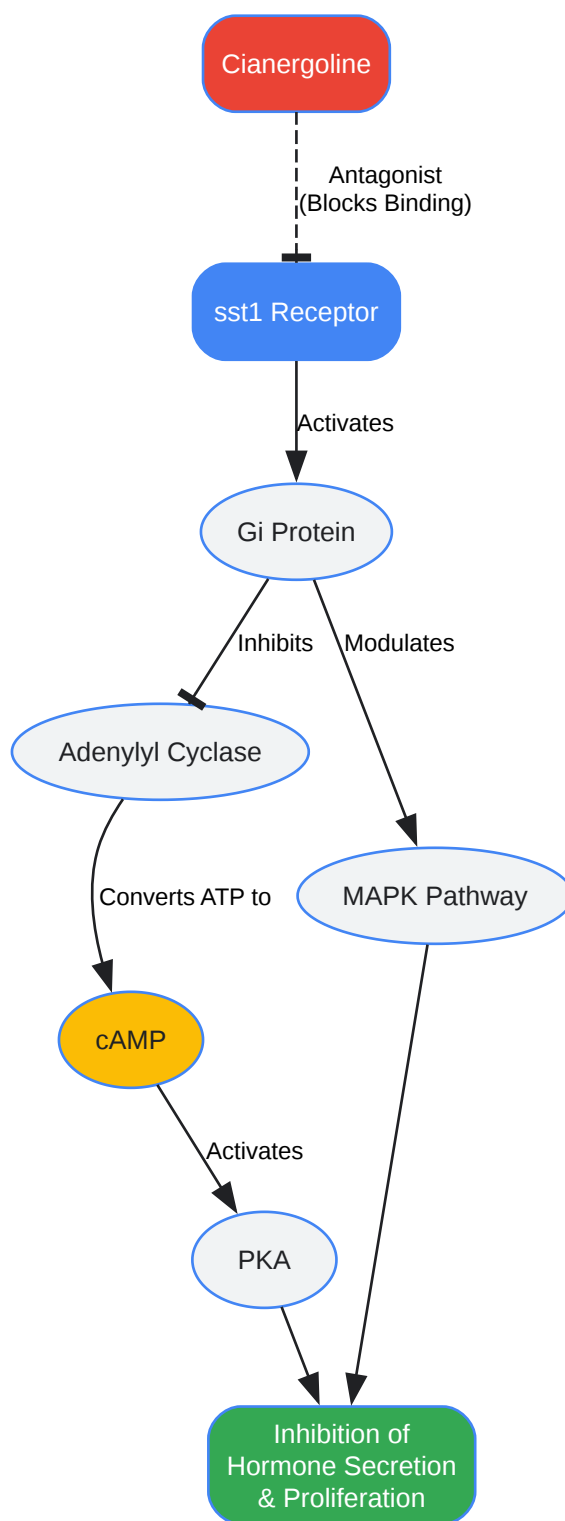 Cianergoline
Antagonist
(Blocks Binding)
sst1 Receptor
Activates
Gi Protein
Inhibits
Modulates
Adenylyl Cyclase
Converts ATP to
MAPK Pathway
cAMP
Activates
PKA
Inhibition of
Hormone Secretion
& Proliferation